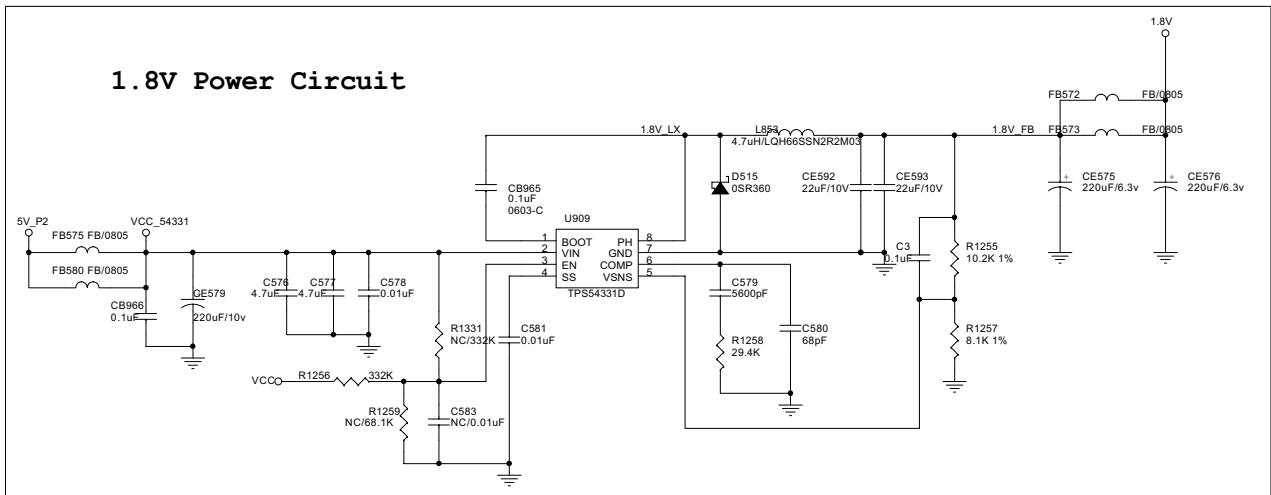 1.8V Power Circuit
1.8V
FB572 FB/0805
1.8V_LX
L853
4.7uH/LQH66SSN2R2M03
1.8V_FB
FB573 FB/0805
CB965
0.1uF
0603-C
D515
0SR360
CE592
22uF/10V
CE593
22uF/10V
CE575
220uF/6.3v
CE576
220uF/6.3v
5V_P2
VCC_54331
FB575 FB/0805
FB580 FB/0805
CB966
0.1uF
CE579
220uF/10v
C576
4.7uF
C577
4.7uF
C578
0.01uF
U909
1 BOOT PH 8
2 VIN GND 7
3 EN COMP 6
4 SS VSNS 5
TPS54331D
C3
0.1uF
R1255
10.2K 1%
C579
5600pF
R1331
NC/332K
C581
0.01uF
R1258
29.4K
C580
68pF
R1257
8.1K 1%
VCC
R1256 332K
R1259
NC/68.1K
C583
NC/0.01uF